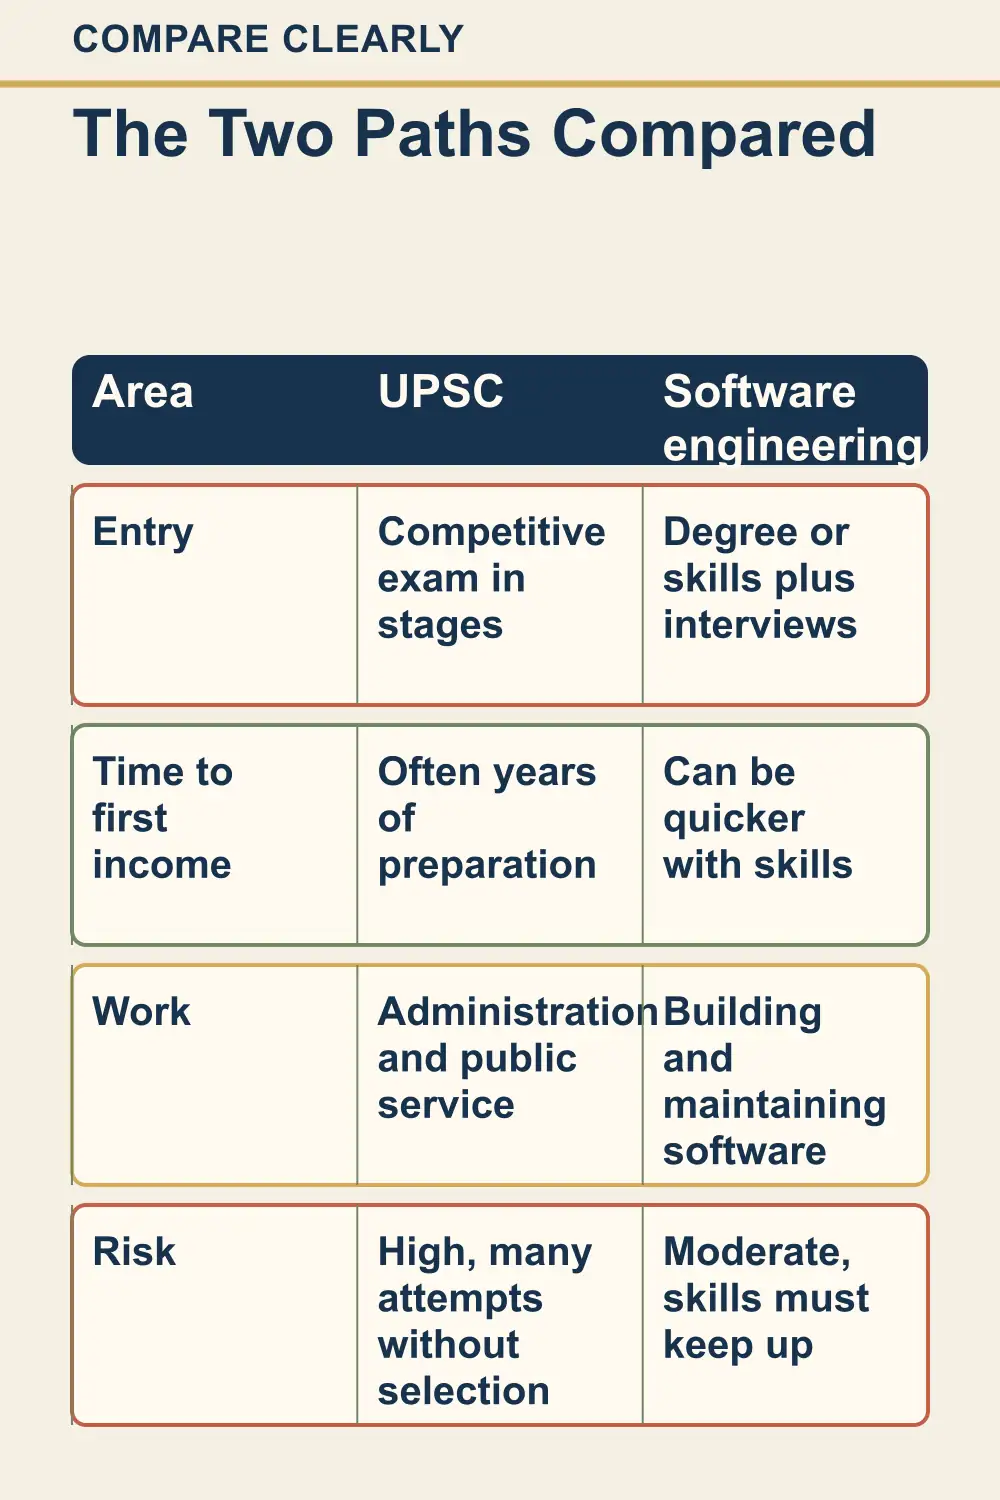 COMPARE CLEARLY
The Two Paths Compared
Area
UPSC
Software
engineering
Entry
Competitive
exam in
stages
Degree or
skills plus
interviews
Time to
first
income
Often years
of
preparation
Can be
quicker
with skills
Work
Administration
and public
service
Building
and
maintaining
software
Risk
High, many
attempts
without
selection
Moderate,
skills must
keep up